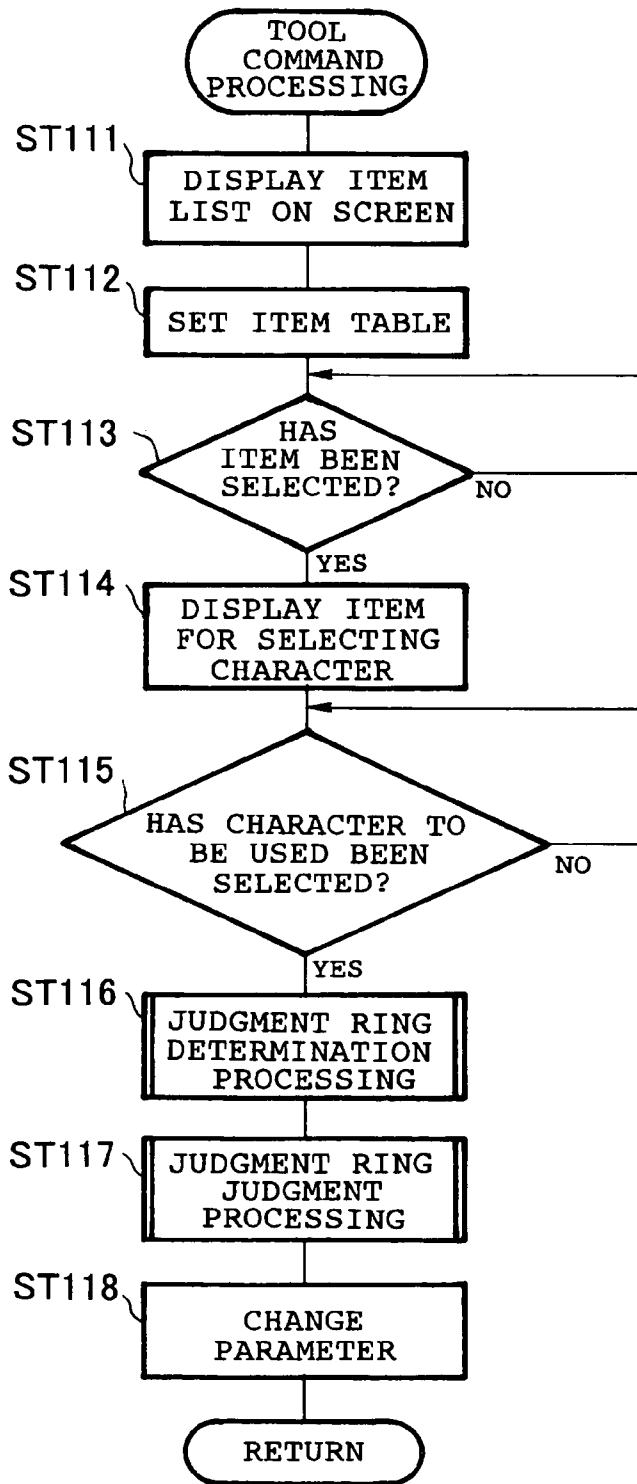 TOOL
COMMAND
PROCESSING
ST111
DISPLAY ITEM
LIST ON SCREEN
ST112
SET ITEM TABLE
ST113
HAS
ITEM BEEN
SELECTED?
NO
YES
ST114
DISPLAY ITEM
FOR SELECTING
CHARACTER
ST115
HAS CHARACTER TO
BE USED BEEN
SELECTED?
NO
YES
ST116
JUDGMENT RING
DETERMINATION
PROCESSING
ST117
JUDGMENT RING
JUDGMENT
PROCESSING
ST118
CHANGE
PARAMETER
RETURN